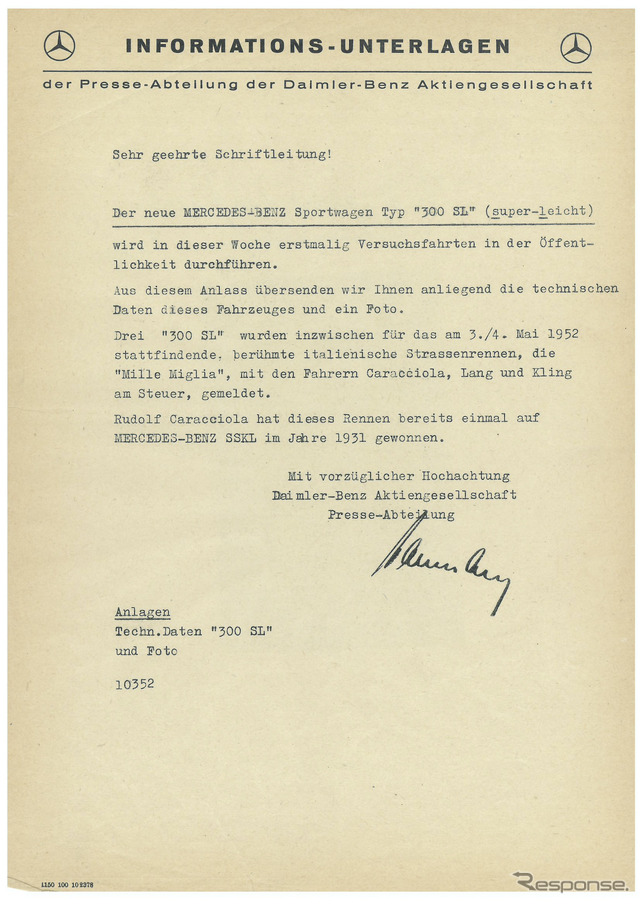 INFORMATIONS-UNTERLAGEN
der Presse-Abteilung der Daimler-Benz Aktiengesellschaft
Sehr geehrte Schriftleitung!
Der neue MERCEDES-BENZ Sportwagen Typ "300 SL" (super-leicht)
wird in dieser Woche erstmalig Versuchsfahrten in der Öffent-
lichkeit durchführen.
Aus diesem Anlass übersenden wir Ihnen anliegend die technischen
Daten dieses Fahrzeuges und ein Foto.
Drei "300 SL" wurden inzwischen für das am 3./4. Mai 1952
stattfindende, berühmte italienische Strassenrennen, die
"Mille Miglia", mit den Fahrern Caracciola, Lang und Kling
am Steuer, gemeldet.
Rudolf Caracciola hat dieses Rennen bereits einmal auf
MERCEDES-BENZ SSKL im Jahre 1931 gewonnen.
Mit vorzüglicher Hochachtung
Daimler-Benz Aktiengesellschaft
Presse-Abteilung
Anlagen
Techn.Daten "300 SL"
und Foto
10352
1150 100 10 2378
Response.